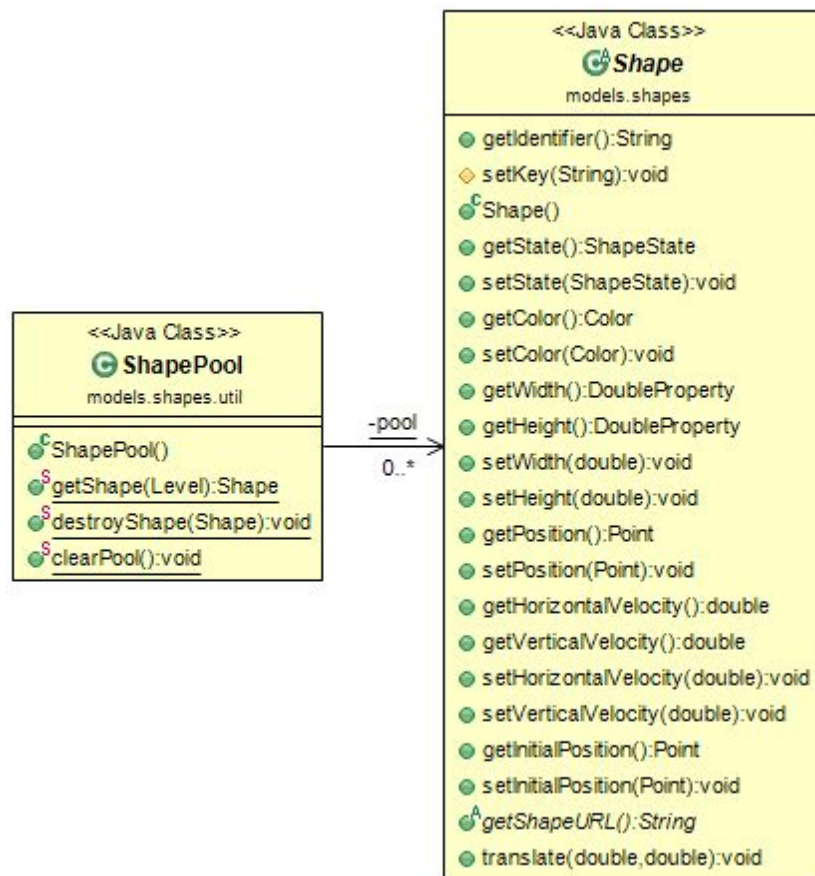 <<Java Class>>
Shape
models.shapes
getIdentifier():String
setKey(String):void
Shape()
getState():ShapeState
setState(ShapeState):void
getColor():Color
setColor(Color):void
getWidth():DoubleProperty
getHeight():DoubleProperty
setWidth(double):void
setHeight(double):void
getPosition():Point
setPosition(Point):void
getHorizontalVelocity():double
getVerticalVelocity():double
setHorizontalVelocity(double):void
setVerticalVelocity(double):void
getInitialPosition():Point
setInitialPosition(Point):void
getShapeURL():String
translate(double,double):void
<<Java Class>>
ShapePool
models.shapes.util
ShapePool()
getShape(Level):Shape
destroyShape(Shape):void
clearPool():void
-pool
0..*